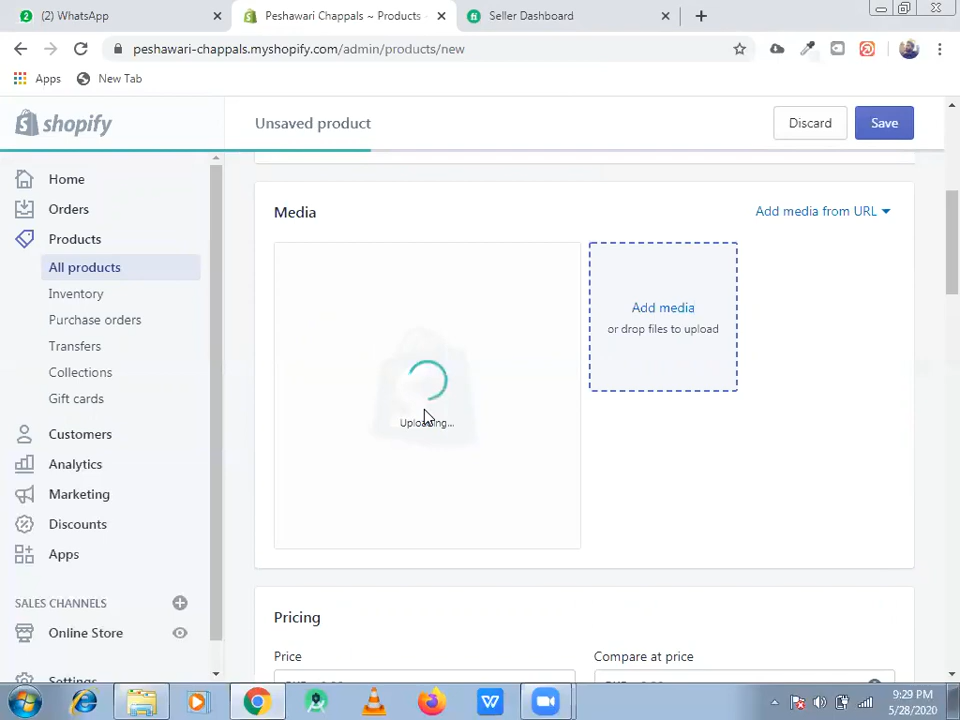 2 (2) WhatsApp
Peshawari Chappals ~ Products ·
fi Seller Dashboard
peshawari-chappals.myshopify.com/admin/products/new
Apps
New Tab
shopify
Unsaved product
Discard
Save
Home
Orders
Products
All products
Inventory
Purchase orders
Transfers
Collections
Gift cards
Customers
Analytics
Marketing
Discounts
Apps
SALES CHANNELS
Online Store
Settings
Media
Add media from URL
Uploading...
Add media
or drop files to upload
Pricing
Price
Compare at price
9:29 PM
5/28/2020